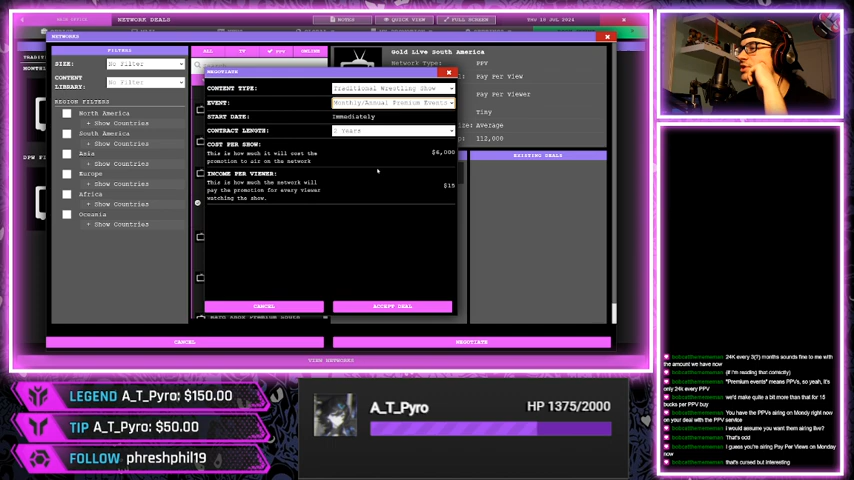 MAIN OFFICE
NETWORK DEALS
NOTES
QUICK VIEW
FULL SCREEN
THU 18 JUL 2024
NETWORKS
FILTERS
SIZE:
No Filter
CONTENT
LIBRARY:
No Filter
REGION FILTERS
North America
+ Show Countries
South America
+ Show Countries
Asia
+ Show Countries
Europe
+ Show Countries
Africa
+ Show Countries
Oceania
+ Show Countries
ALL
TV
PPV
ONLINE
Gold Live South America
Network Type:
PPV
Pay Per View
Pay Per Viewer
Tiny
Average
112,000
EXISTING DEALS
NEGOTIATE
CONTENT TYPE:
Traditional Wrestling Show
EVENT:
Monthly/Annual Premium Events
START DATE:
Immediately
CONTRACT LENGTH:
2 Years
COST PER SHOW:
This is how much it will cost the
promotion to air on the network
$6,000
INCOME PER VIEWER:
This is how much the network will
pay the promotion for every viewer
watching the show.
$15
CANCEL
ACCEPT DEAL
CANCEL
NEGOTIATE
VIEW NETWORKS
LEGEND A_T_Pyro: $150.00
TIP A_T_Pyro: $50.00
FOLLOW phreshphil19
A_T_Pyro
HP 1375/2000
24K every 3(?) months sounds fine to me with
the amount we have now
(if I'm reading that correctly)
"Premium events" means PPVs, so yeah, it's
only 24k every PPV
we'd make quite a bit more than that for 15
bucks per PPV buy
You have the PPVs airing on Monday right now
on your deal with the PPV
service
I would assume you want them airing live?
That's odd
I guess you're airing Pay Per Views on Monday
now
that's cursed but interesting